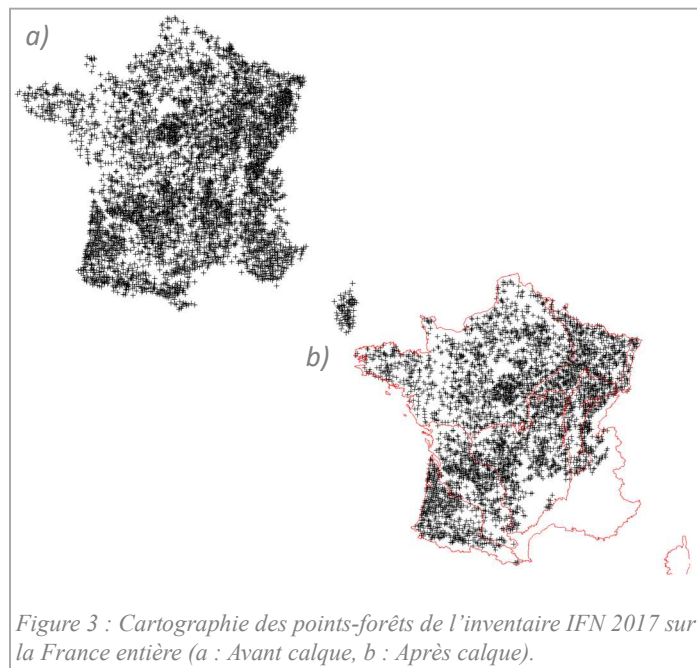 a)
b)
Figure 3 : Cartographie des points-forêts de l'inventaire IFN 2017 sur
la France entière (a : Avant calque, b : Après calque).